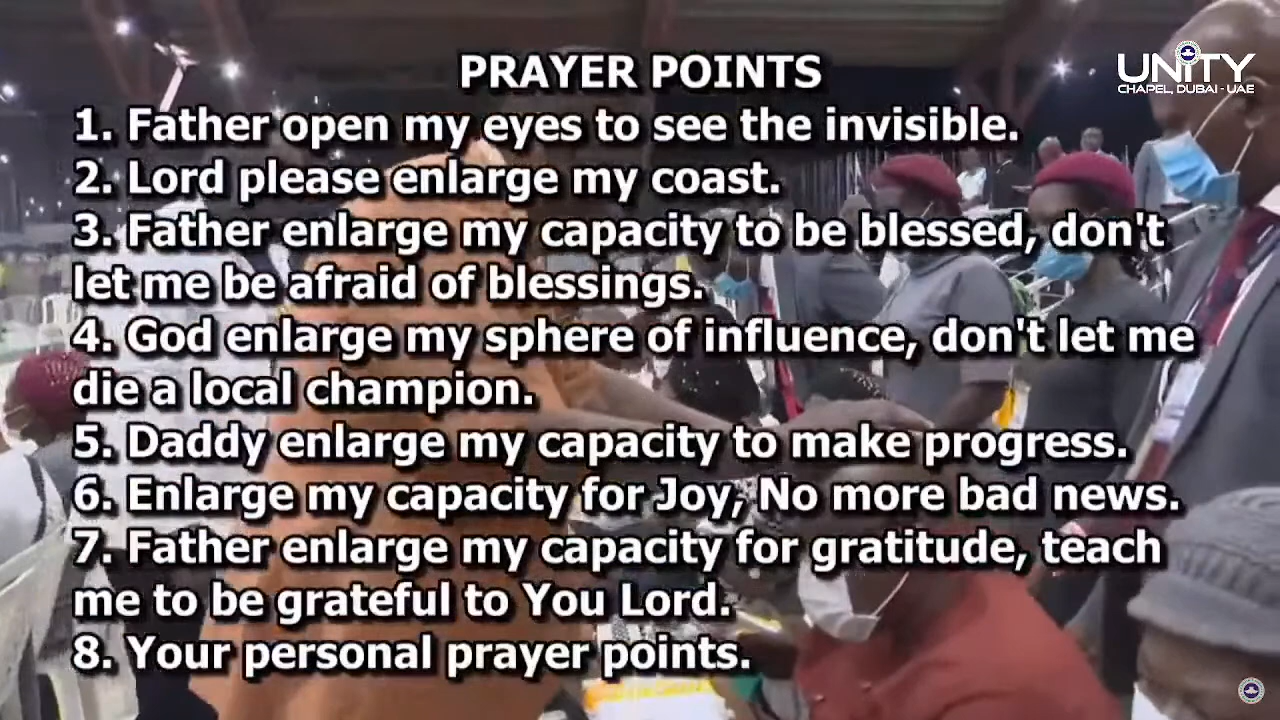 PRAYER POINTS
UNITY
CHAPEL, DUBAI - UAE
1. Father open my eyes to see the invisible.
2. Lord please enlarge my coast.
3. Father enlarge my capacity to be blessed, don't
let me be afraid of blessings.
4. God enlarge my sphere of influence, don't let me
die a local champion.
5. Daddy enlarge my capacity to make progress.
6. Enlarge my capacity for Joy, No more bad news.
7. Father enlarge my capacity for gratitude, teach
me to be grateful to You Lord.
8. Your personal prayer points.